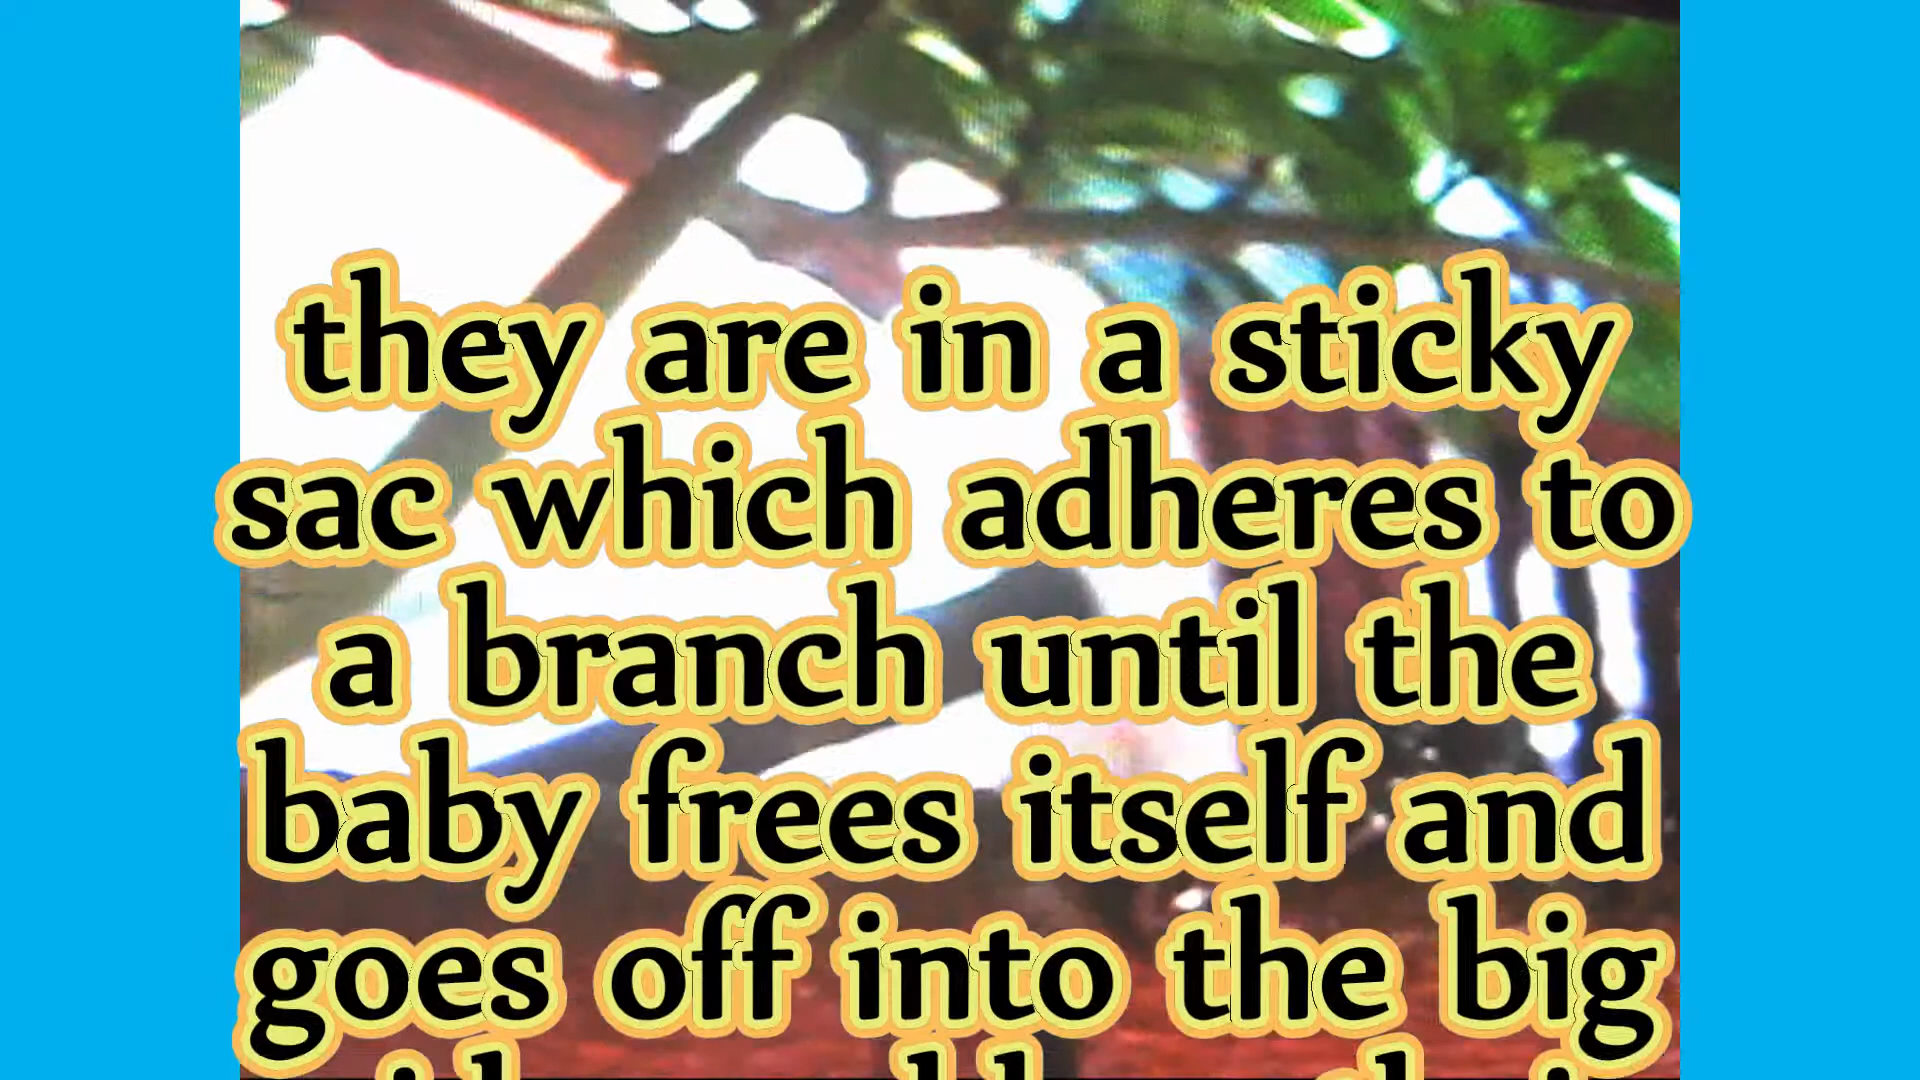 they are in a sticky
sac which adheres to
a branch until the
baby frees itself and
goes off into the big